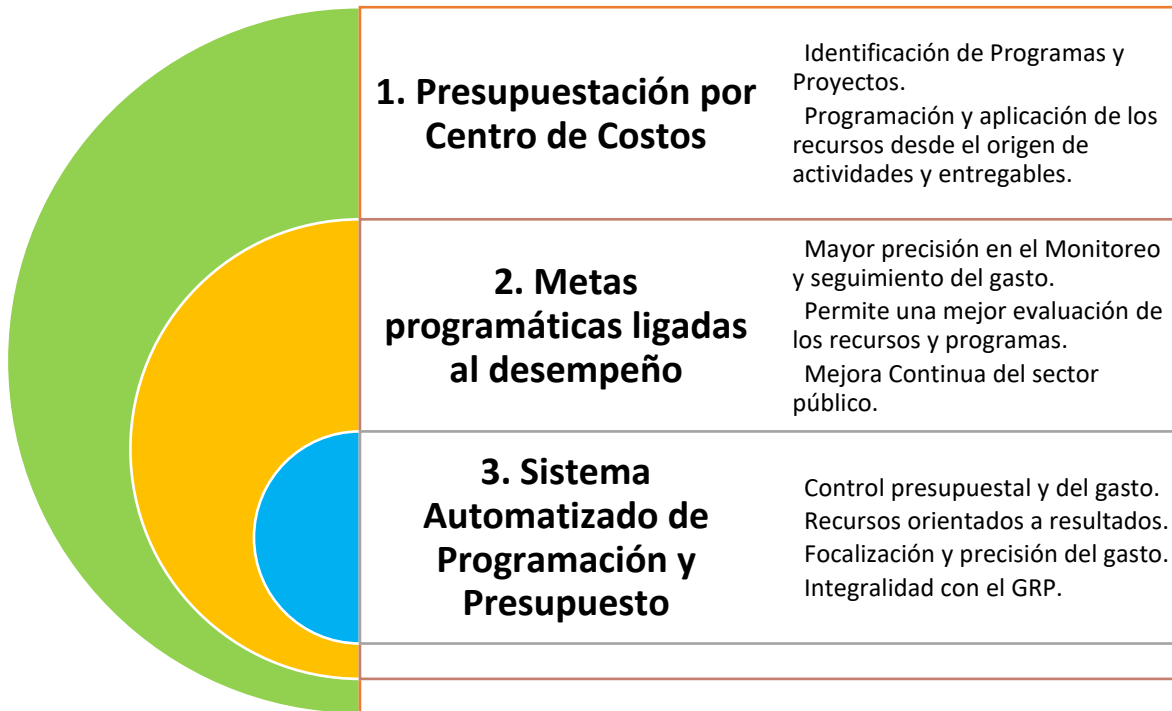 1. Presupuestación por
Centro de Costos
Identificación de Programas y
Proyectos.
Programación y aplicación de los
recursos desde el origen de
actividades y entregables.
2. Metas
programáticas ligadas
al desempeño
Mayor precisión en el Monitoreo
y seguimiento del gasto.
Permite una mejor evaluación de
los recursos y programas.
Mejora Continua del sector
público.
3. Sistema
Automatizado de
Programación y
Presupuesto
Control presupuestal y del gasto.
Recursos orientados a resultados.
Focalización y precisión del gasto.
Integralidad con el GRP.